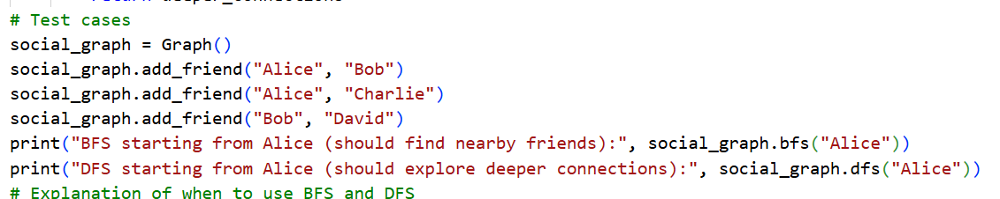 return deeper_connections
# Test cases
social_graph = Graph()
social_graph.add_friend("Alice", "Bob")
social_graph.add_friend("Alice", "Charlie")
social_graph.add_friend("Bob", "David")
print("BFS starting from Alice (should find nearby friends):", social_graph.bfs("Alice"))
print("DFS starting from Alice (should explore deeper connections):", social_graph.dfs("Alice"))
# Explanation of when to use BFS and DFS